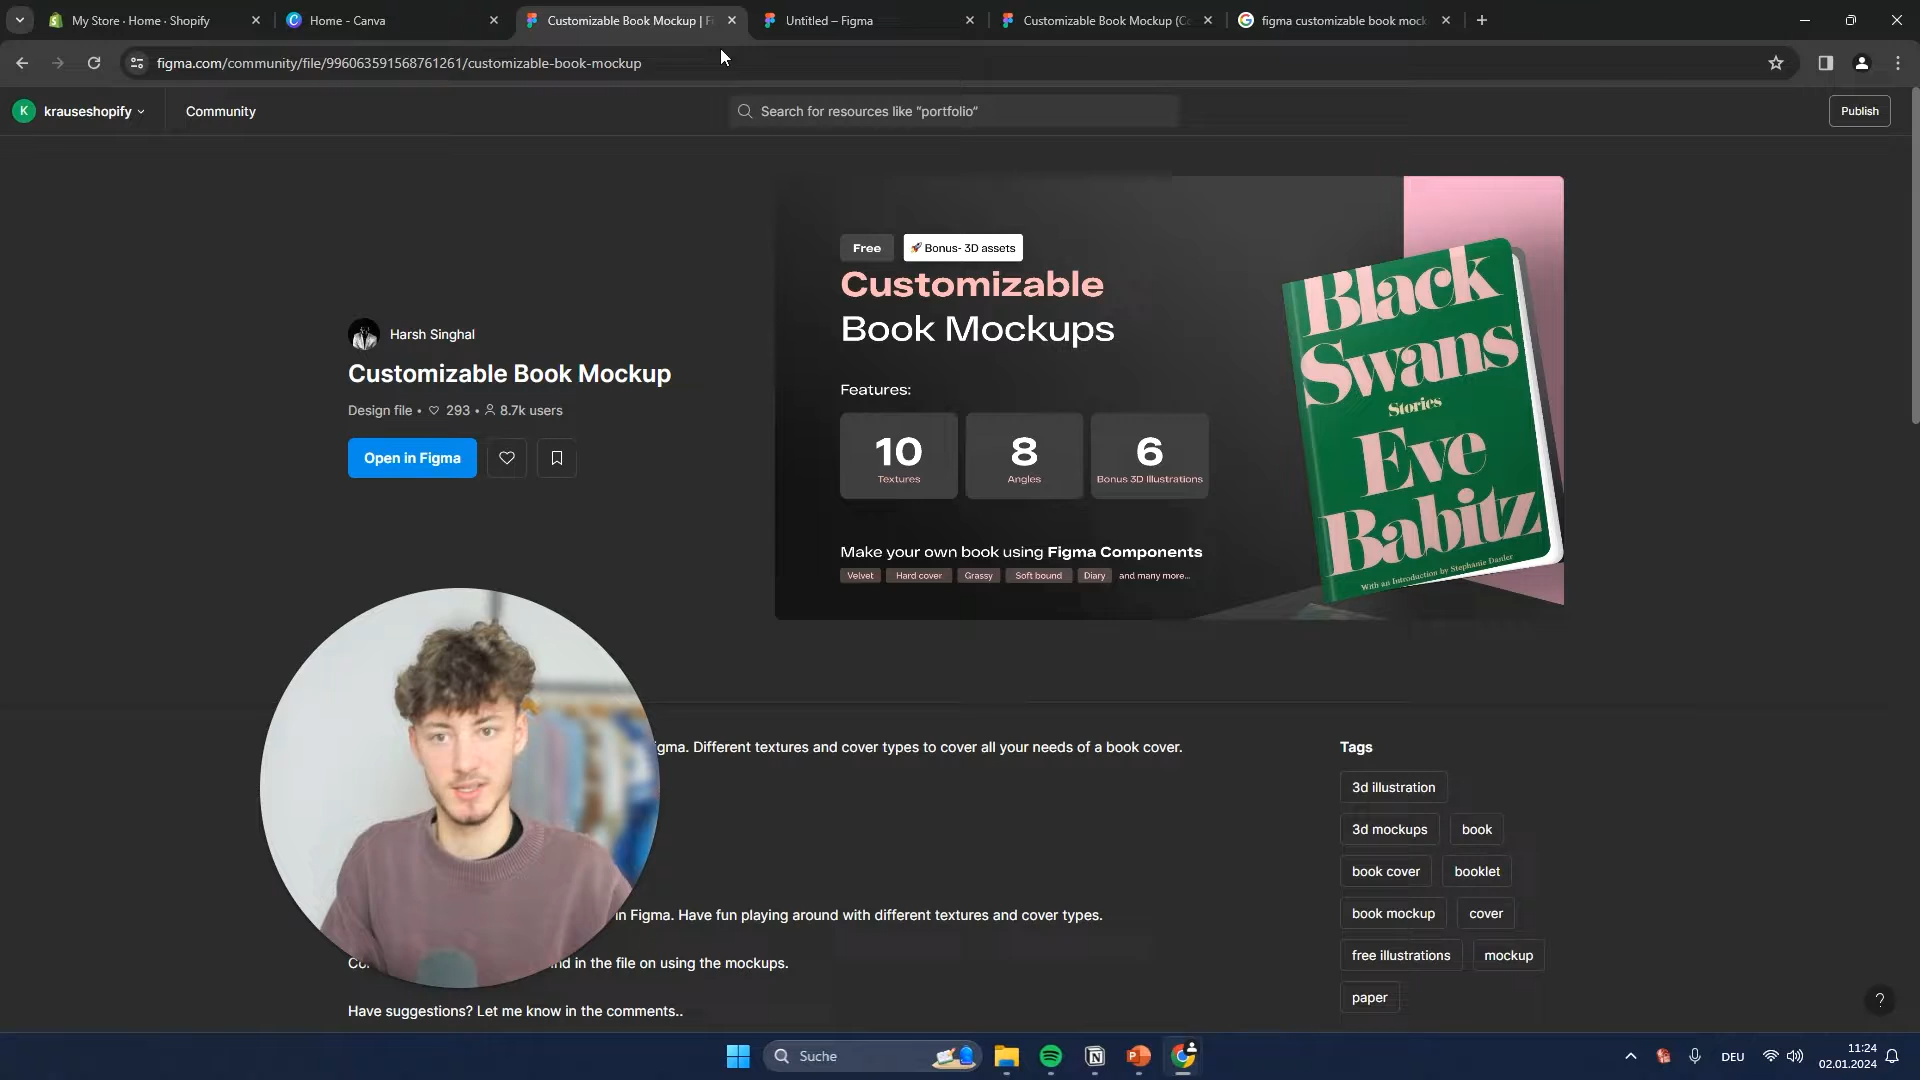 My Store · Home · Shopify
Home - Canva
Customizable Book Mockup | Fi
Untitled – Figma
Customizable Book Mockup (Co
figma customizable book mock
figma.com/community/file/996063591568761261/customizable-book-mockup
K krauseshopify
Community
Search for resources like “portfolio”
Publish
Free
🚀 Bonus- 3D assets
Customizable
Book Mockups
Features:
10
Textures
8
Angles
6
Bonus 3D Illustrations
Make your own book using Figma Components
Velvet
Hard cover
Grassy
Soft bound
Diary
and many more...
Black
Swans
Stories
Eve
Babitz
With an Introduction by Stephanie Danler
Harsh Singhal
Customizable Book Mockup
Design file • 293 • 8.7k users
Open in Figma
igma. Different textures and cover types to cover all your needs of a book cover.
in Figma. Have fun playing around with different textures and cover types.
nd in the file on using the mockups.
Have suggestions? Let me know in the comments..
Tags
3d illustration
3d mockups
book
book cover
booklet
book mockup
cover
free illustrations
mockup
paper
?
Suche
DEU
11:24
02.01.2024